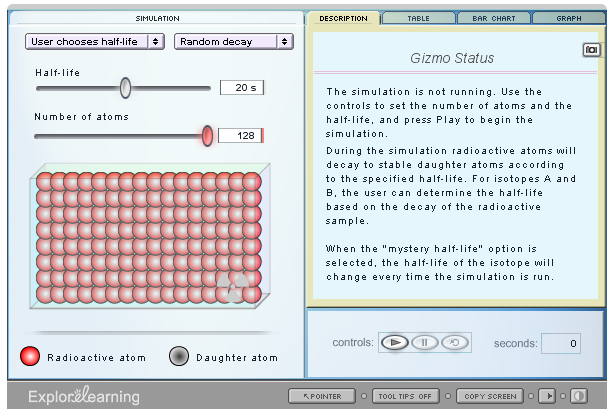 SIMULATION
User chooses half-life
Random decay
Half-life
20 s
Number of atoms
128
Radioactive atom
Daughter atom
DESCRIPTION
TABLE
BAR CHART
GRAPH
Gizmo Status
The simulation is not running. Use the
controls to set the number of atoms and the
half-life, and press Play to begin the
simulation.
During the simulation radioactive atoms will
decay to stable daughter atoms according
to the specified half-life. For isotopes A and
B, the user can determine the half-life
based on the decay of the radioactive
sample.
When the "mystery half-life" option is
selected, the half-life of the isotope will
change every time the simulation is run.
controls:
seconds:
0
ExploreLearning
POINTER
TOOL TIPS OFF
COPY SCREEN